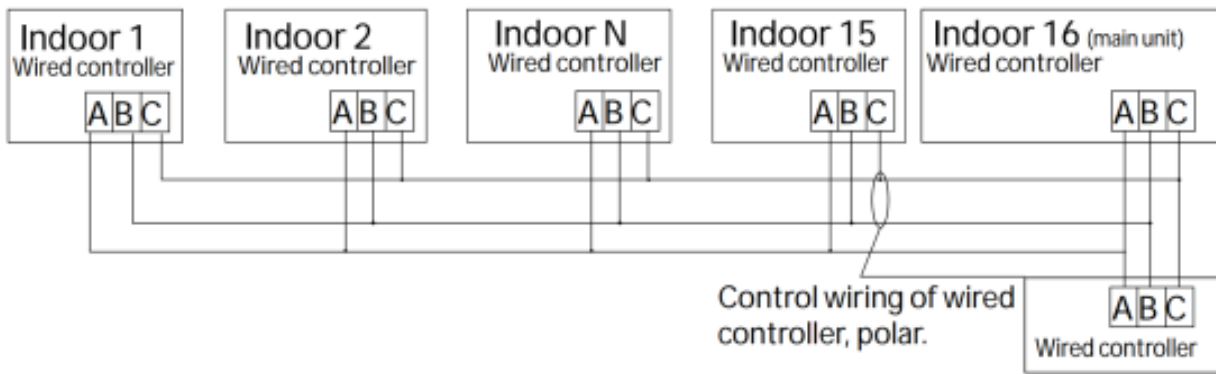 Indoor 1
Wired controller
A B C
Indoor 2
Wired controller
A B C
Indoor N
Wired controller
A B C
Indoor 15
Wired controller
A B C
Indoor 16 (main unit)
Wired controller
A B C
Control wiring of wired
controller, polar.
A B C
Wired controller